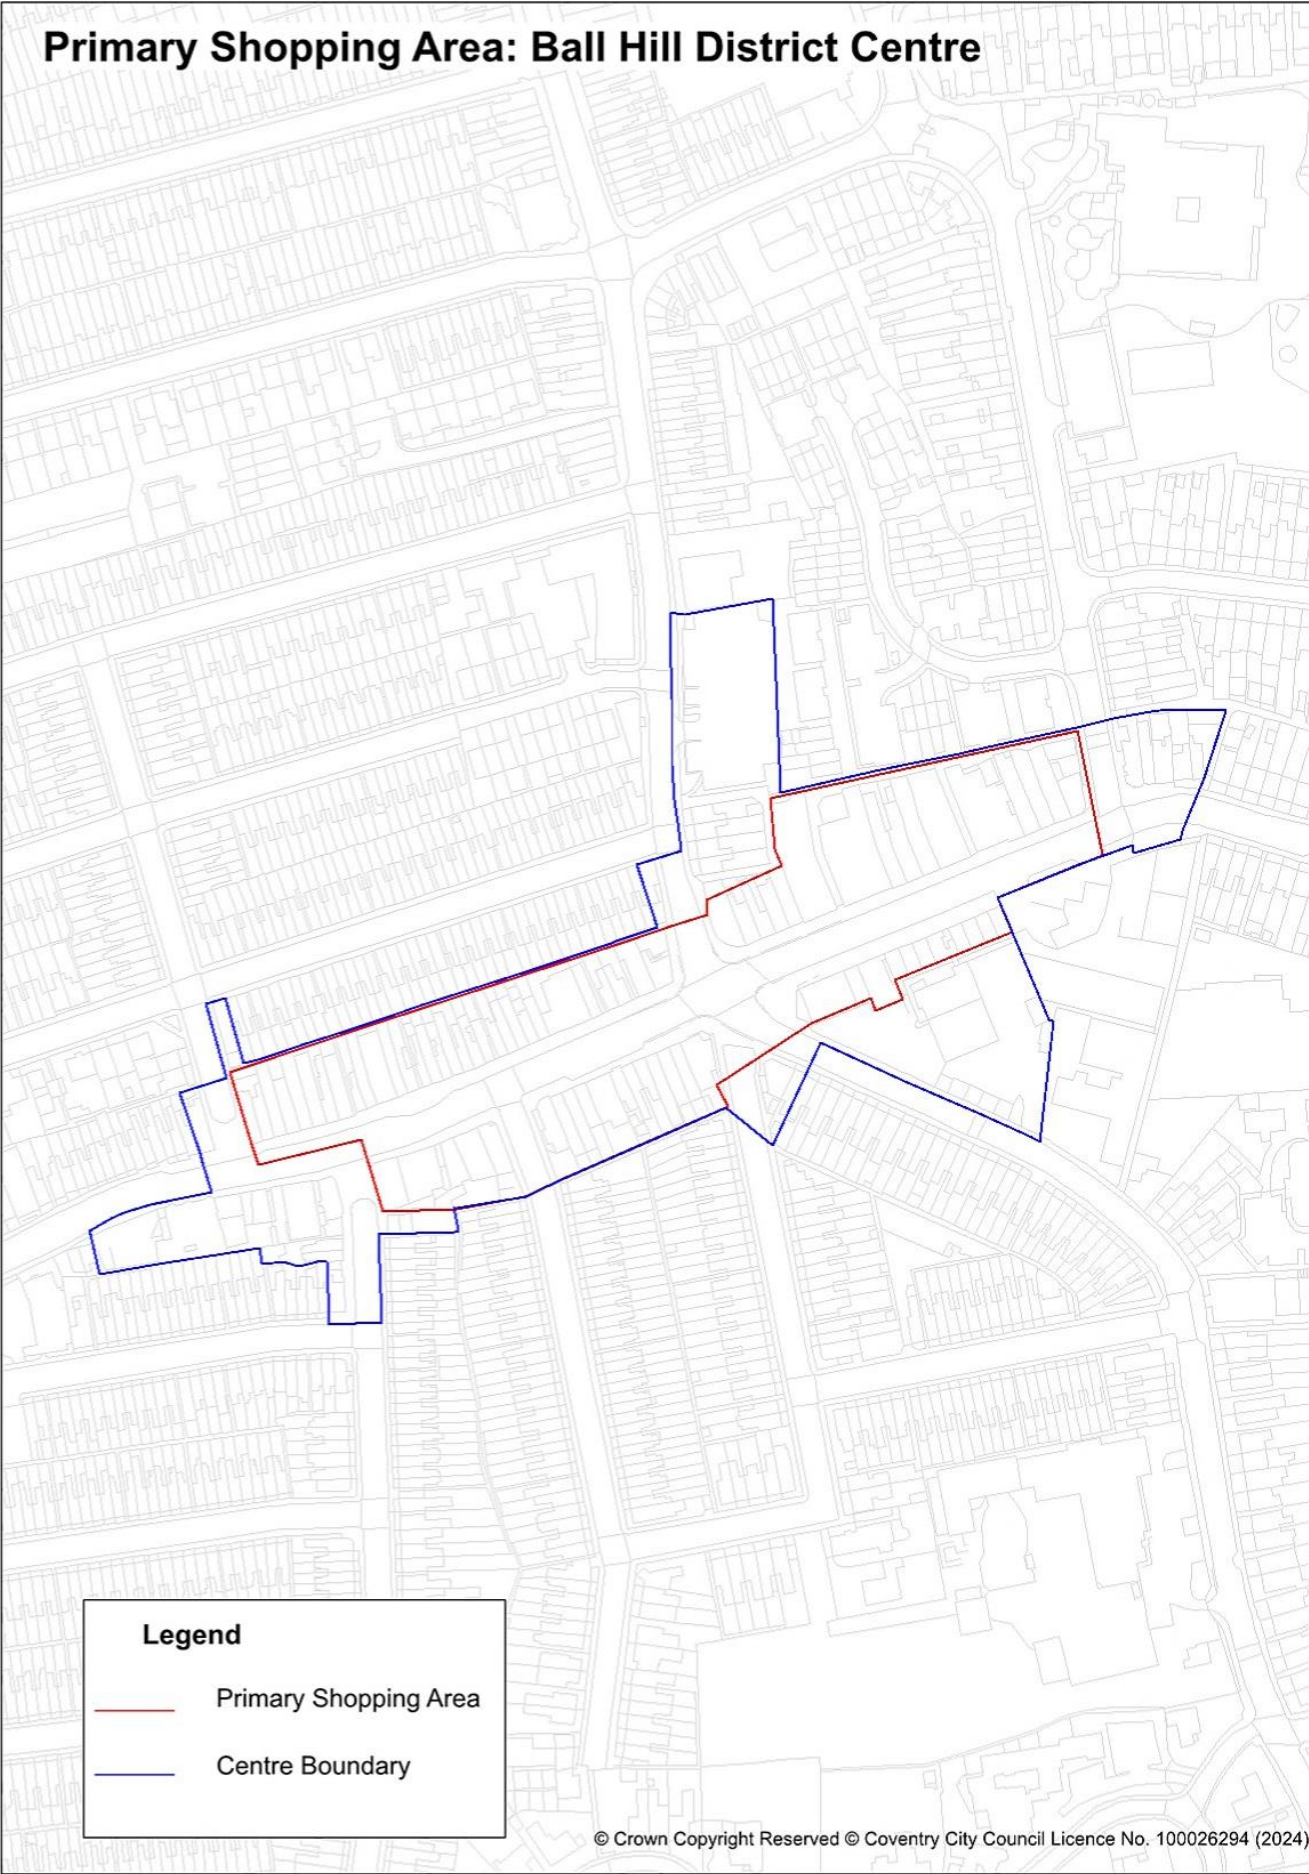 Primary Shopping Area: Ball Hill District Centre
Legend
Primary Shopping Area
Centre Boundary
© Crown Copyright Reserved © Coventry City Council Licence No. 100026294 (2024)